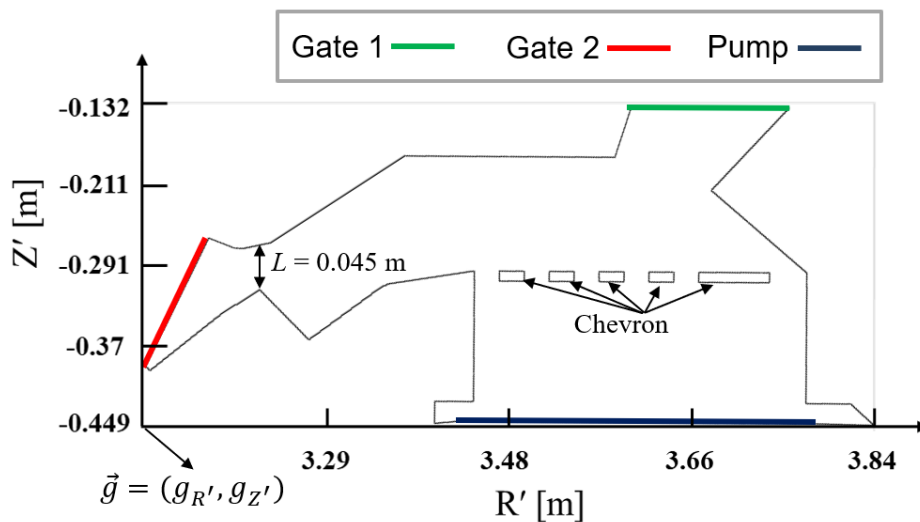 Gate 1 Gate 2 Pump
-0.132
-0.211
-0.291
-0.37
-0.449
Z′ [m]
L = 0.045 m
Chevron
3.29 3.48 3.66 3.84
g⃗ = (g_R′, g_Z′)
R′ [m]